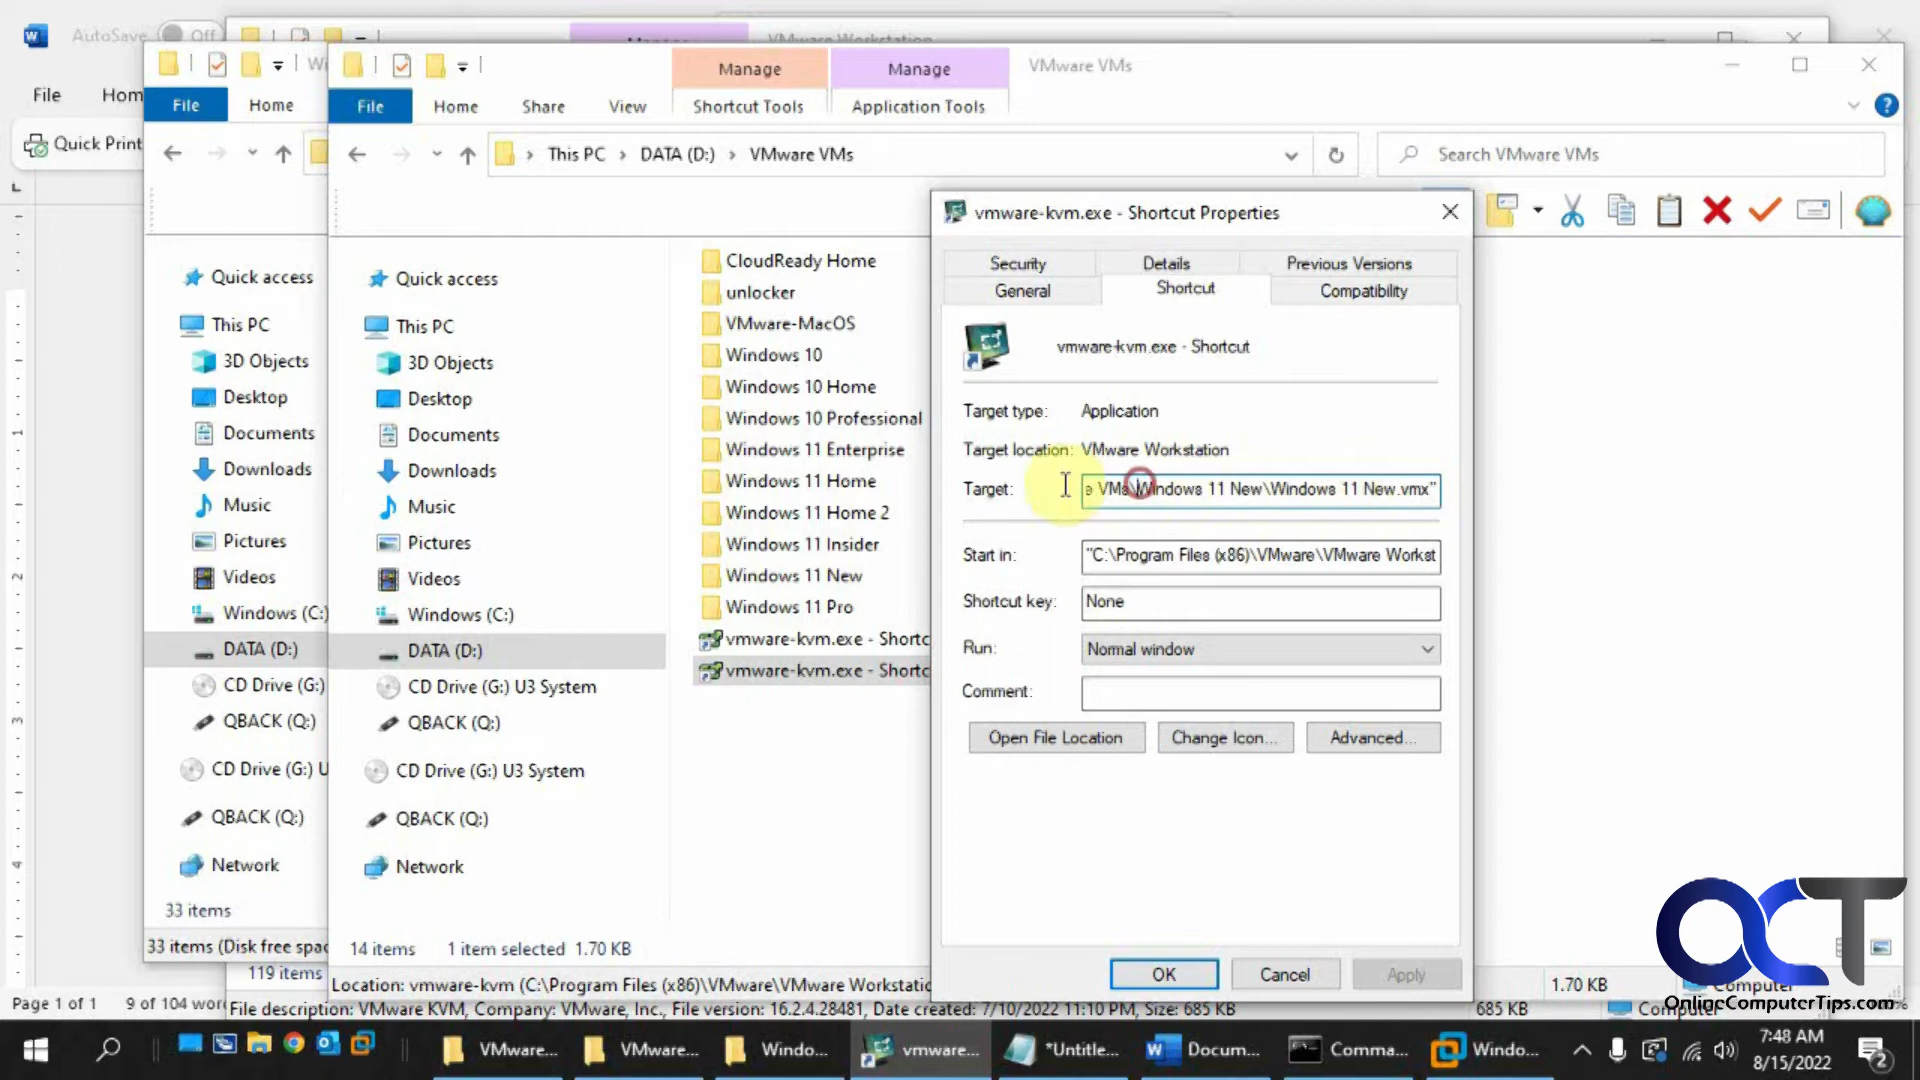 AutoSave Off
VMware Workstation
Manage Manage VMware VMs
File Home
File Home
File Home Share View Shortcut Tools Application Tools
Quick Print
This PC > DATA (D:) > VMware VMs
Search VMware VMs
vmware-kvm.exe - Shortcut Properties
Security Details Previous Versions
General Shortcut Compatibility
vmware-kvm.exe - Shortcut
Target type: Application
Target location: VMware Workstation
Target: e VMs\Windows 11 New\Windows 11 New.vmx"
Start in: "C:\Program Files (x86)\VMware\VMware Workst
Shortcut key: None
Run: Normal window
Comment:
Open File Location Change Icon... Advanced...
OK Cancel Apply
Quick access
This PC
3D Objects
Desktop
Documents
Downloads
Music
Pictures
Videos
Windows (C:)
DATA (D:)
CD Drive (G:)
QBACK (Q:)
CD Drive (G:) U
QBACK (Q:)
Network
33 items
33 items (Disk free spac
119 items
Quick access
This PC
3D Objects
Desktop
Documents
Downloads
Music
Pictures
Videos
Windows (C:)
DATA (D:)
CD Drive (G:) U3 System
QBACK (Q:)
CD Drive (G:) U3 System
QBACK (Q:)
Network
CloudReady Home
unlocker
VMware-MacOS
Windows 10
Windows 10 Home
Windows 10 Professional
Windows 11 Enterprise
Windows 11 Home
Windows 11 Home 2
Windows 11 Insider
Windows 11 New
Windows 11 Pro
vmware-kvm.exe - Shortc
vmware-kvm.exe - Shortc
14 items 1 item selected 1.70 KB
Location: vmware-kvm (C:\Program Files (x86)\VMware\VMware Workstatio
1.70 KB Computer
File description: VMware KVM, Company: VMware, Inc., File version: 16.2.4.28481, Date created: 7/10/2022 11:10 PM, Size: 685 KB
685 KB
Page 1 of 1 9 of 104 wor
OCT
OnlineComputerTips.com
VMware... VMware... Windo... vmware... *Untitle... Docum... Comma... Windo...
7:48 AM
8/15/2022
2
1
2
3
4